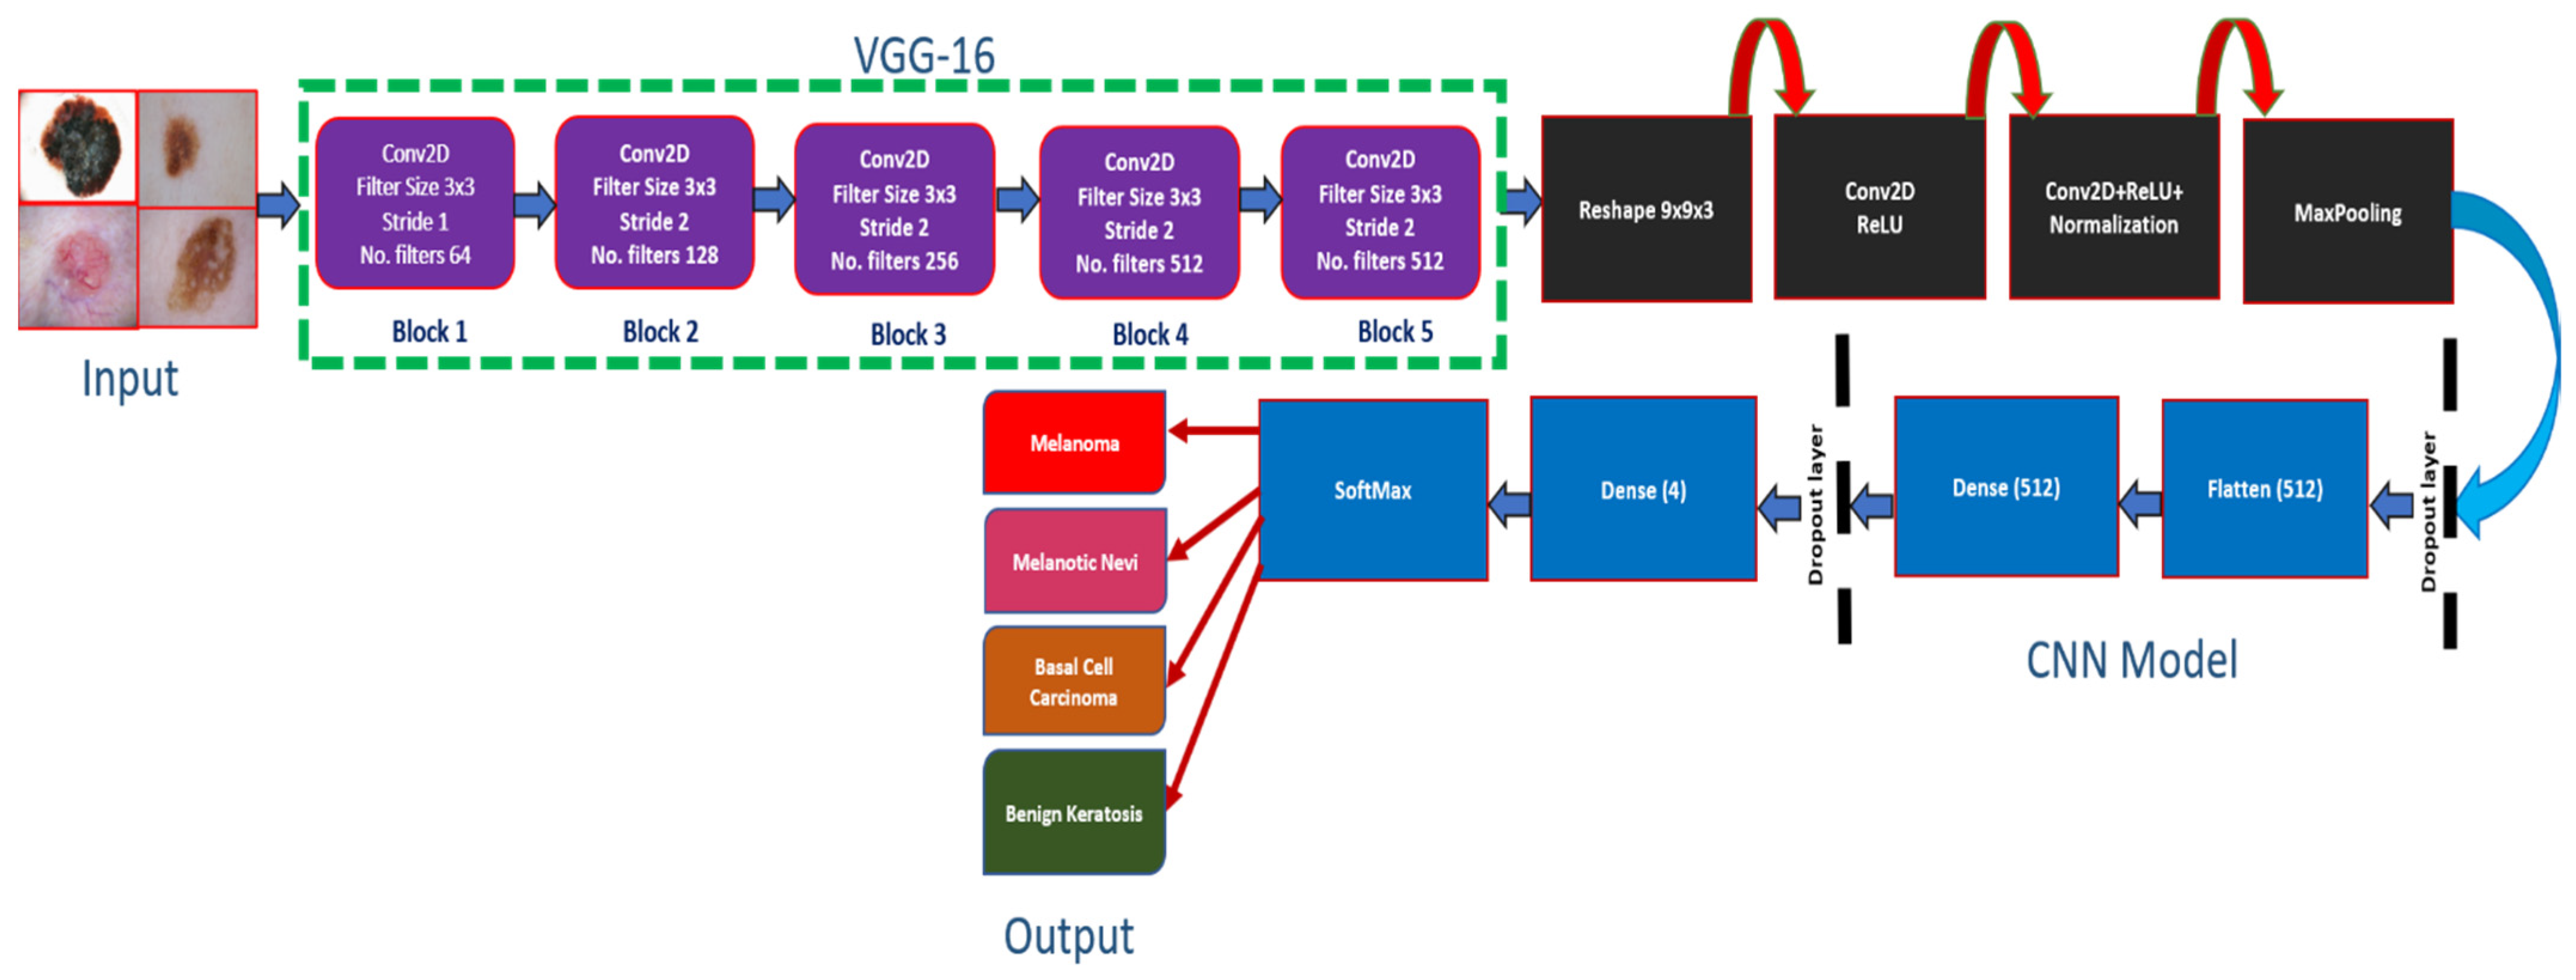 VGG-16
Conv2D
Filter Size 3x3
Stride 1
No. filters 64
Block 1
Conv2D
Filter Size 3x3
Stride 2
No. filters 128
Block 2
Conv2D
Filter Size 3x3
Stride 2
No. filters 256
Block 3
Conv2D
Filter Size 3x3
Stride 2
No. filters 512
Block 4
Conv2D
Filter Size 3x3
Stride 2
No. filters 512
Block 5
Reshape 9x9x3
Conv2D
ReLU
Conv2D+ReLU+
Normalization
MaxPooling
Input
Dropout layer
Flatten (512)
Dense (512)
Dropout layer
Dense (4)
SoftMax
CNN Model
Melanoma
Melanotic Nevi
Basal Cell
Carcinoma
Benign Keratosis
Output